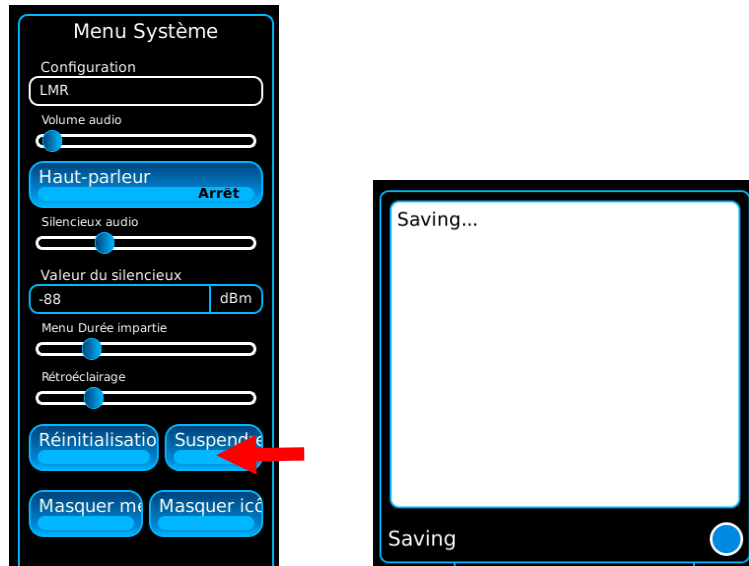 Menu Système
Configuration
LMR
Volume audio
Haut-parleur
Arrêt
Silencieux audio
Valeur du silencieux
-88 dBm
Menu Durée impartie
Rétroéclairage
Réinitialisatio Suspendre
Masquer me Masquer icô
Saving...
Saving